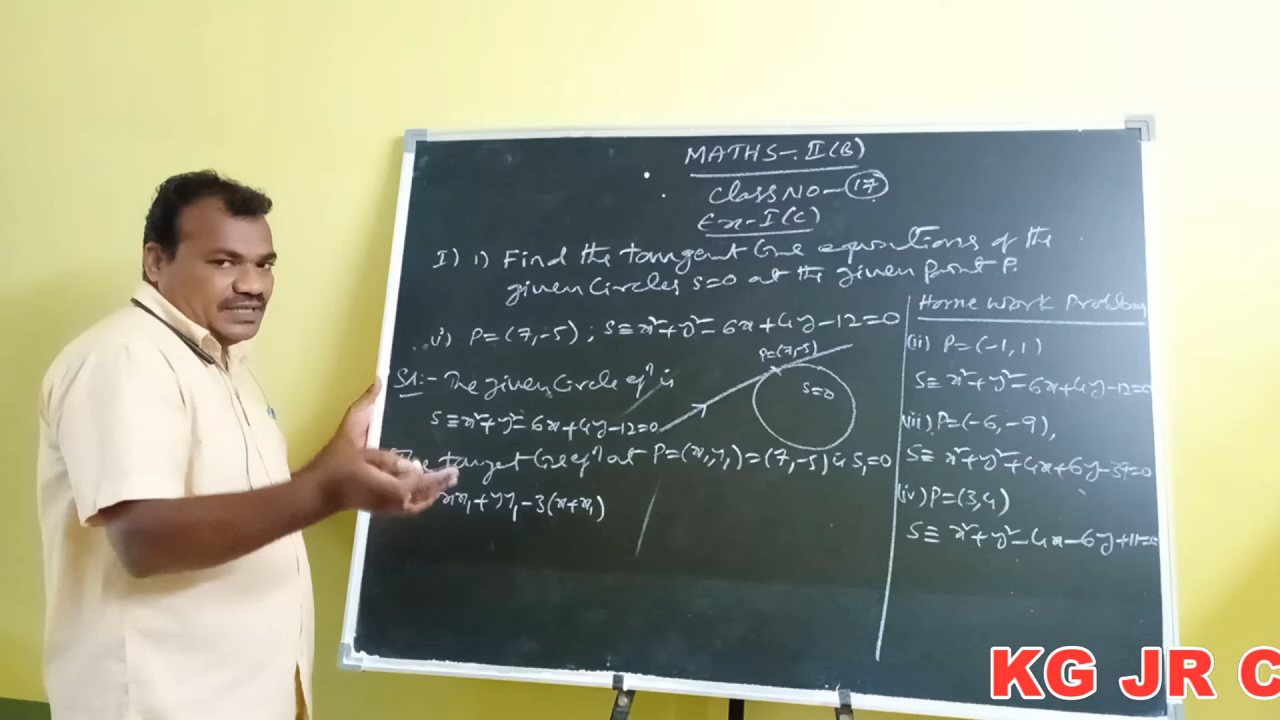 MATHS-II(B)
Class NO-17
Ex-I(C)
I) 1) Find the tangent line equations of the
given Circles S=0 at the given point P.
i) P=(7,-5); S≡x²+y²-6x+4y-12=0
P=(7,-5)
S=0
Sol:- The given Circle eqⁿ is
S≡x²+y²-6x+4y-12=0
The tanget line eqⁿ at P=(x₁,y₁)=(7,-5) is S₁=0
xx₁+yy₁-3(x+x₁)
Home work Problem
(ii) P=(-1,1)
S≡x²+y²-6x+4y-12=0
(iii) P=(-6,-9),
S≡x²+y²+4x+6y-39=0
(iv) P=(3,4)
S≡x²+y²-4x-6y+11=0
KG JR C